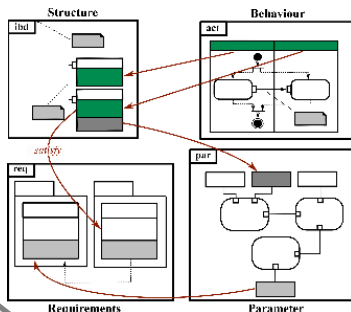 Structure
Behaviour
ibd
act
satisfy
req
par
Requirements
Parameter